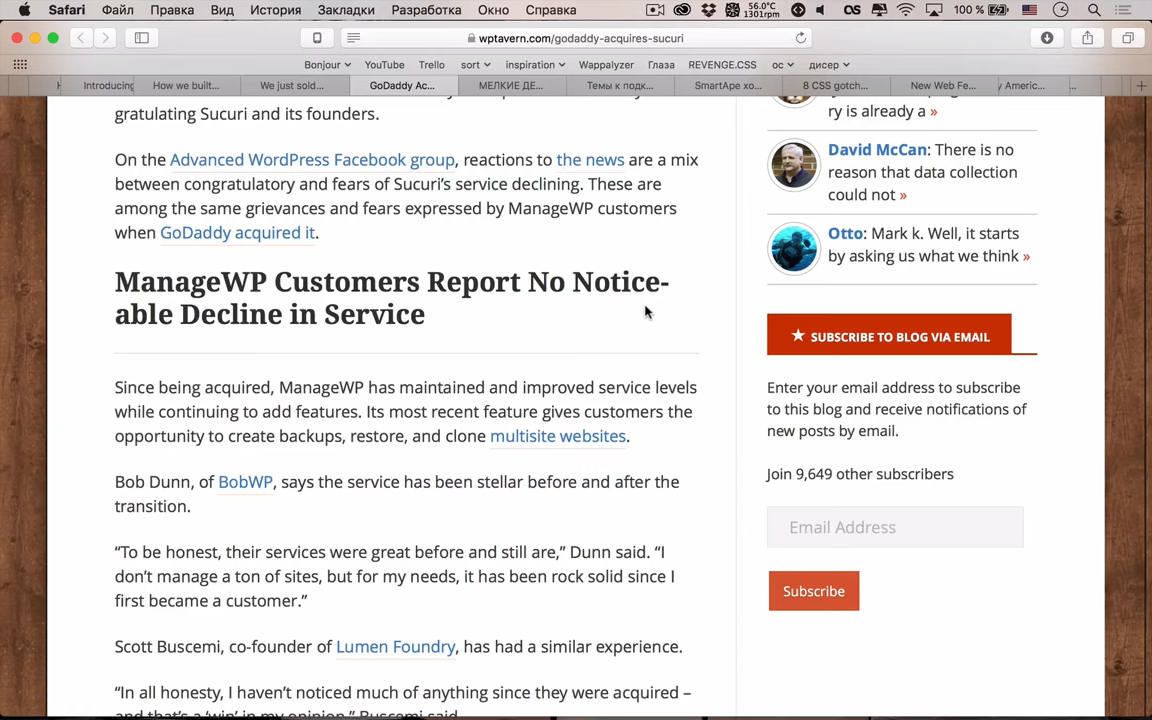 Safari Файл Правка Вид История Закладки Разработка Окно Справка 56.0°C 1301rpm 100 %
wptavern.com/godaddy-acquires-sucuri
Bonjour YouTube Trello sort inspiration Wappalyzer Глаза REVENGE.CSS ос дисер
Introducing How we built... We just sold... GoDaddy Ac... МЕЛКИЕ ДЕ... Темы к подк... SmartApe хо... 8 CSS gotch... New Web Fe... y Americ...
gratulating Sucuri and its founders.
On the Advanced WordPress Facebook group, reactions to the news are a mix
between congratulatory and fears of Sucuri’s service declining. These are
among the same grievances and fears expressed by ManageWP customers
when GoDaddy acquired it.
ManageWP Customers Report No Notice-
able Decline in Service
Since being acquired, ManageWP has maintained and improved service levels
while continuing to add features. Its most recent feature gives customers the
opportunity to create backups, restore, and clone multisite websites.
Bob Dunn, of BobWP, says the service has been stellar before and after the
transition.
“To be honest, their services were great before and still are,” Dunn said. “I
don’t manage a ton of sites, but for my needs, it has been rock solid since I
first became a customer.”
Scott Buscemi, co-founder of Lumen Foundry, has had a similar experience.
“In all honesty, I haven’t noticed much of anything since they were acquired –
and that’s a ‘win’ in my opinion,” Buscemi said.
ry is already a »
David McCan: There is no
reason that data collection
could not »
Otto: Mark k. Well, it starts
by asking us what we think »
★ SUBSCRIBE TO BLOG VIA EMAIL
Enter your email address to subscribe
to this blog and receive notifications of
new posts by email.
Join 9,649 other subscribers
Email Address
Subscribe